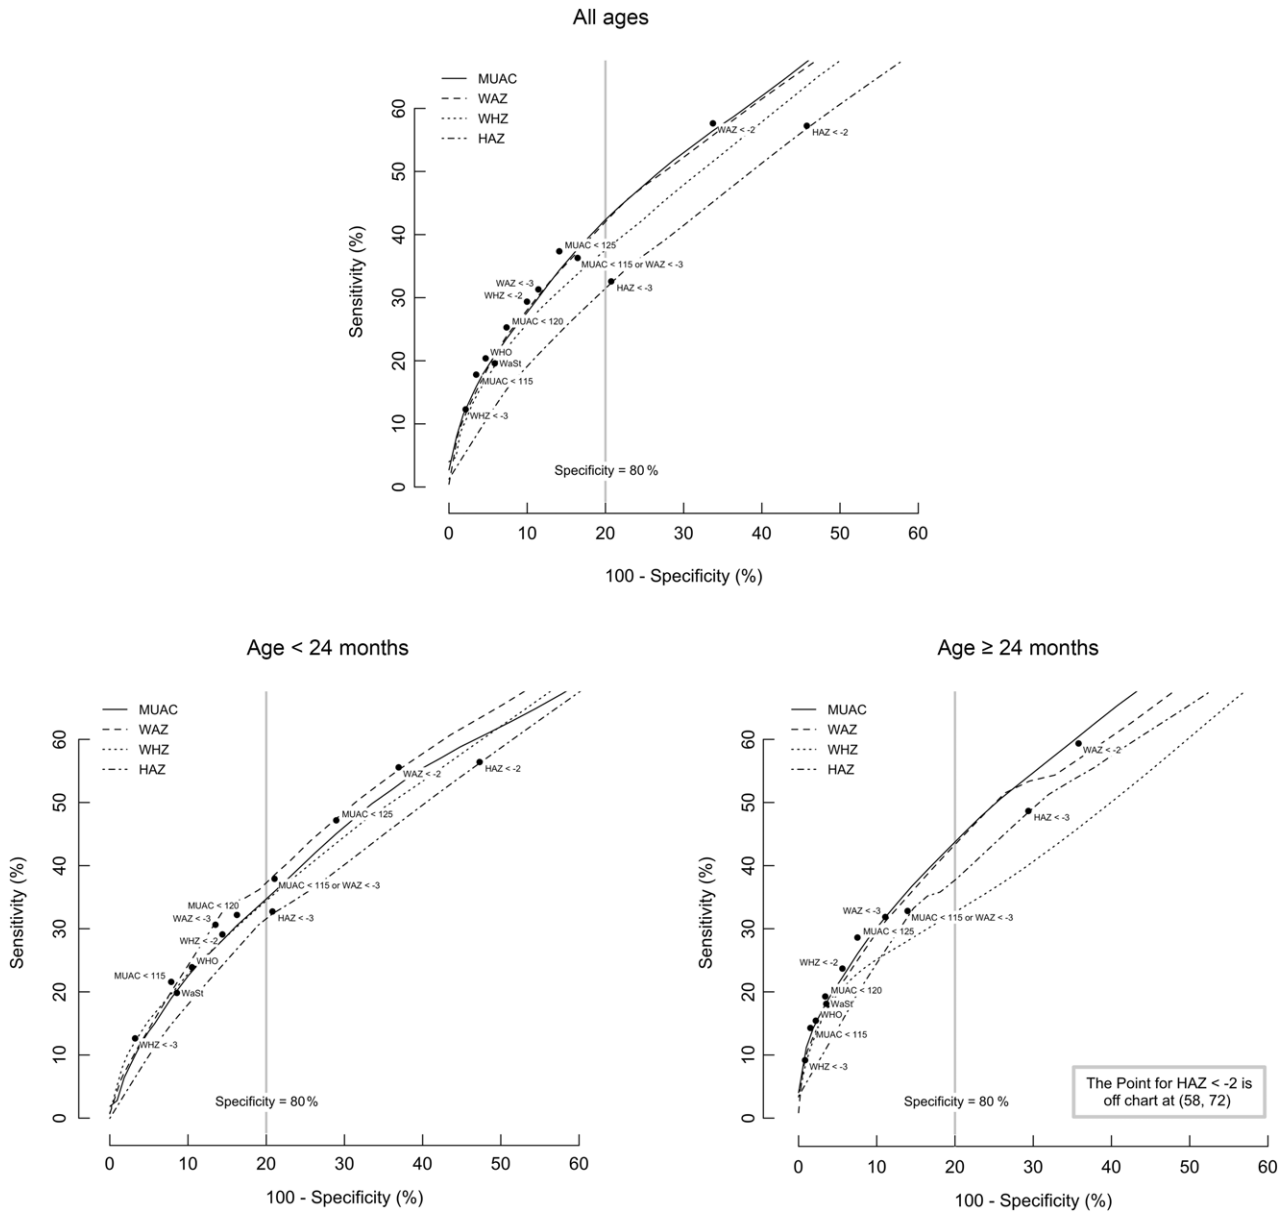 All ages
MUAC
WAZ
WHZ
HAZ
Sensitivity (%)
0
10
20
30
40
50
60
WAZ < -2
HAZ < -2
MUAC < 125
MUAC < 115 or WAZ < -3
WAZ < -3
HAZ < -3
WHZ < -2
MUAC < 120
WHO
WaSt
MUAC < 115
WHZ < -3
Specificity = 80 %
0 10 20 30 40 50 60
100 - Specificity (%)
Age < 24 months
MUAC
WAZ
WHZ
HAZ
Sensitivity (%)
0
10
20
30
40
50
60
WAZ < -2
HAZ < -2
MUAC < 125
MUAC < 115 or WAZ < -3
MUAC < 120
WAZ < -3
HAZ < -3
WHZ < -2
WHO
MUAC < 115
WaSt
WHZ < -3
Specificity = 80 %
0 10 20 30 40 50 60
100 - Specificity (%)
Age ≥ 24 months
MUAC
WAZ
WHZ
HAZ
Sensitivity (%)
0
10
20
30
40
50
60
WAZ < -2
HAZ < -3
WAZ < -3
MUAC < 115 or WAZ < -3
MUAC < 125
WHZ < -2
MUAC < 120
WaSt
WHO
MUAC < 115
WHZ < -3
The Point for HAZ < -2 is
off chart at (58, 72)
Specificity = 80 %
0 10 20 30 40 50 60
100 - Specificity (%)